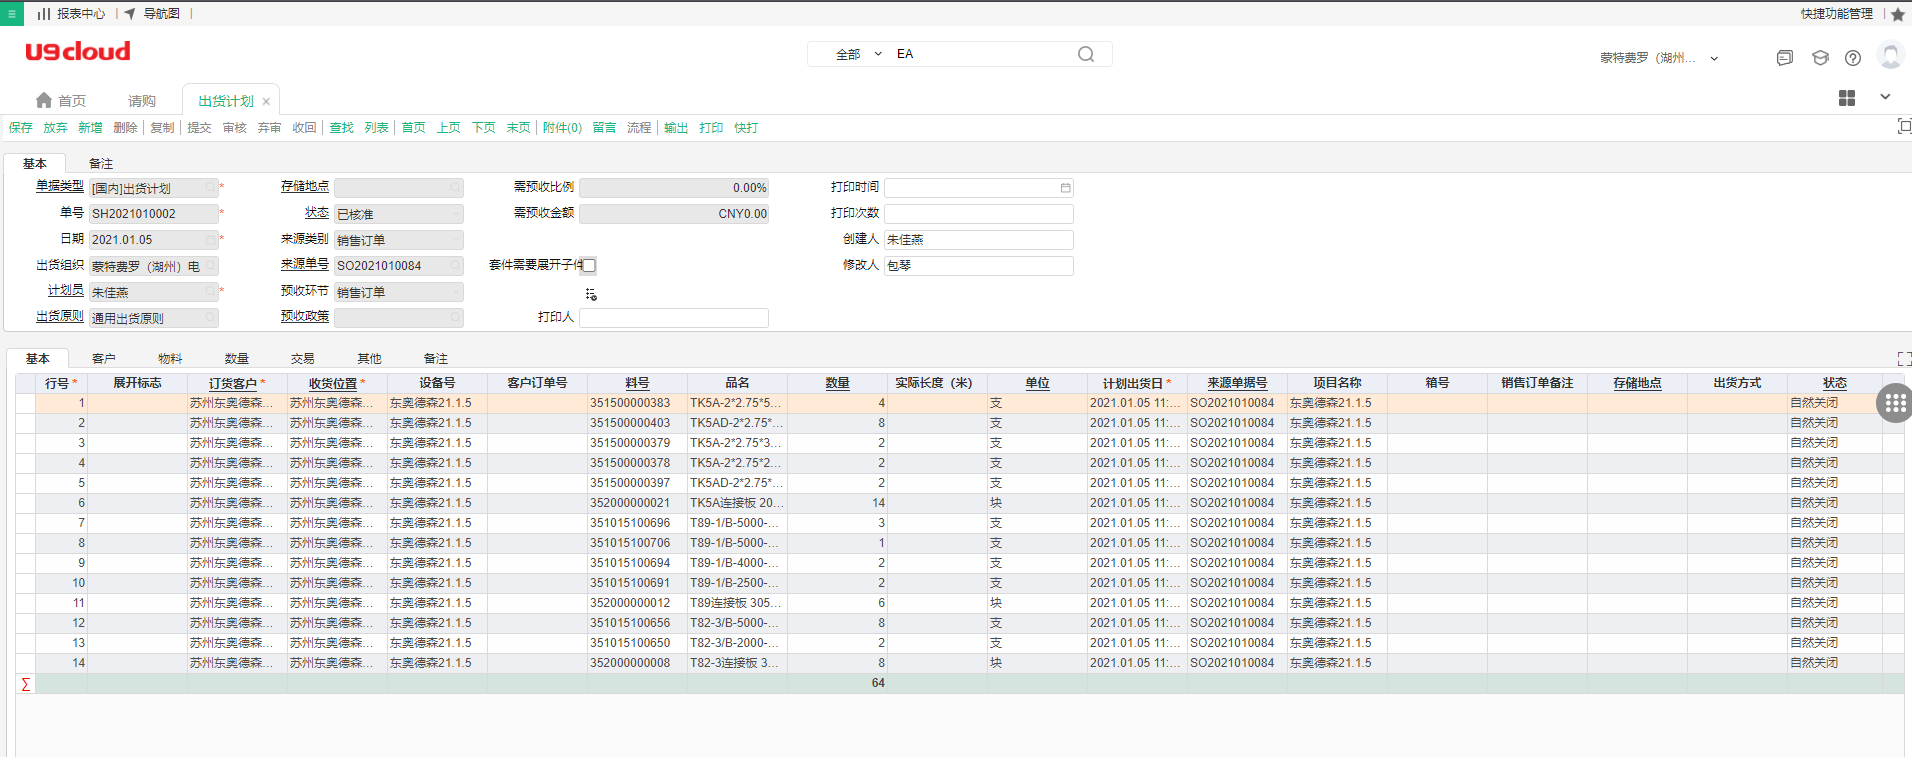 报表中心 | 导航图 | 快捷功能管理 |
U9cloud 全部 EA 蒙特费罗（湖州...
首页 请购 出货计划
保存 放弃 新增 删除 复制 提交 审核 弃审 收回 查找 列表 首页 上页 下页 末页 附件(0) 留言 流程 输出 打印 快打
基本 备注
单据类型 [国内]出货计划 * 存储地点 需预收比例 0.00% 打印时间
单号 SH2021010002 * 状态 已核准 需预收金额 CNY0.00 打印次数
日期 2021.01.05 * 来源类别 销售订单 创建人 朱佳燕
出货组织 蒙特费罗（湖州）电 来源单号 SO2021010084 套件需要展开子件 修改人 包琴
计划员 朱佳燕 * 预收环节 销售订单
出货原则 通用出货原则 预收政策 打印人
基本 客户 物料 数量 交易 其他 备注
行号 * 展开标志 订货客户 * 收货位置 * 设备号 客户订单号 料号 品名 数量 实际长度（米） 单位 计划出货日 * 来源单据号 项目名称 箱号 销售订单备注 存储地点 出货方式 状态
1 苏州东奥德森... 苏州东奥德森... 东奥德森21.1.5 351500000383 TK5A-2*2.75*5... 4 支 2021.01.05 11:... SO2021010084 东奥德森21.1.5 自然关闭
2 苏州东奥德森... 苏州东奥德森... 东奥德森21.1.5 351500000403 TK5AD-2*2.75*... 8 支 2021.01.05 11:... SO2021010084 东奥德森21.1.5 自然关闭
3 苏州东奥德森... 苏州东奥德森... 东奥德森21.1.5 351500000379 TK5A-2*2.75*3... 2 支 2021.01.05 11:... SO2021010084 东奥德森21.1.5 自然关闭
4 苏州东奥德森... 苏州东奥德森... 东奥德森21.1.5 351500000378 TK5A-2*2.75*2... 2 支 2021.01.05 11:... SO2021010084 东奥德森21.1.5 自然关闭
5 苏州东奥德森... 苏州东奥德森... 东奥德森21.1.5 351500000397 TK5AD-2*2.75*... 2 支 2021.01.05 11:... SO2021010084 东奥德森21.1.5 自然关闭
6 苏州东奥德森... 苏州东奥德森... 东奥德森21.1.5 352000000021 TK5A连接板 20... 14 块 2021.01.05 11:... SO2021010084 东奥德森21.1.5 自然关闭
7 苏州东奥德森... 苏州东奥德森... 东奥德森21.1.5 351015100696 T89-1/B-5000-... 3 支 2021.01.05 11:... SO2021010084 东奥德森21.1.5 自然关闭
8 苏州东奥德森... 苏州东奥德森... 东奥德森21.1.5 351015100706 T89-1/B-5000-... 1 支 2021.01.05 11:... SO2021010084 东奥德森21.1.5 自然关闭
9 苏州东奥德森... 苏州东奥德森... 东奥德森21.1.5 351015100694 T89-1/B-4000-... 2 支 2021.01.05 11:... SO2021010084 东奥德森21.1.5 自然关闭
10 苏州东奥德森... 苏州东奥德森... 东奥德森21.1.5 351015100691 T89-1/B-2500-... 2 支 2021.01.05 11:... SO2021010084 东奥德森21.1.5 自然关闭
11 苏州东奥德森... 苏州东奥德森... 东奥德森21.1.5 352000000012 T89连接板 305... 6 块 2021.01.05 11:... SO2021010084 东奥德森21.1.5 自然关闭
12 苏州东奥德森... 苏州东奥德森... 东奥德森21.1.5 351015100656 T82-3/B-5000-... 8 支 2021.01.05 11:... SO2021010084 东奥德森21.1.5 自然关闭
13 苏州东奥德森... 苏州东奥德森... 东奥德森21.1.5 351015100650 T82-3/B-2000-... 2 支 2021.01.05 11:... SO2021010084 东奥德森21.1.5 自然关闭
14 苏州东奥德森... 苏州东奥德森... 东奥德森21.1.5 352000000008 T82-3连接板 3... 8 块 2021.01.05 11:... SO2021010084 东奥德森21.1.5 自然关闭
∑ 64